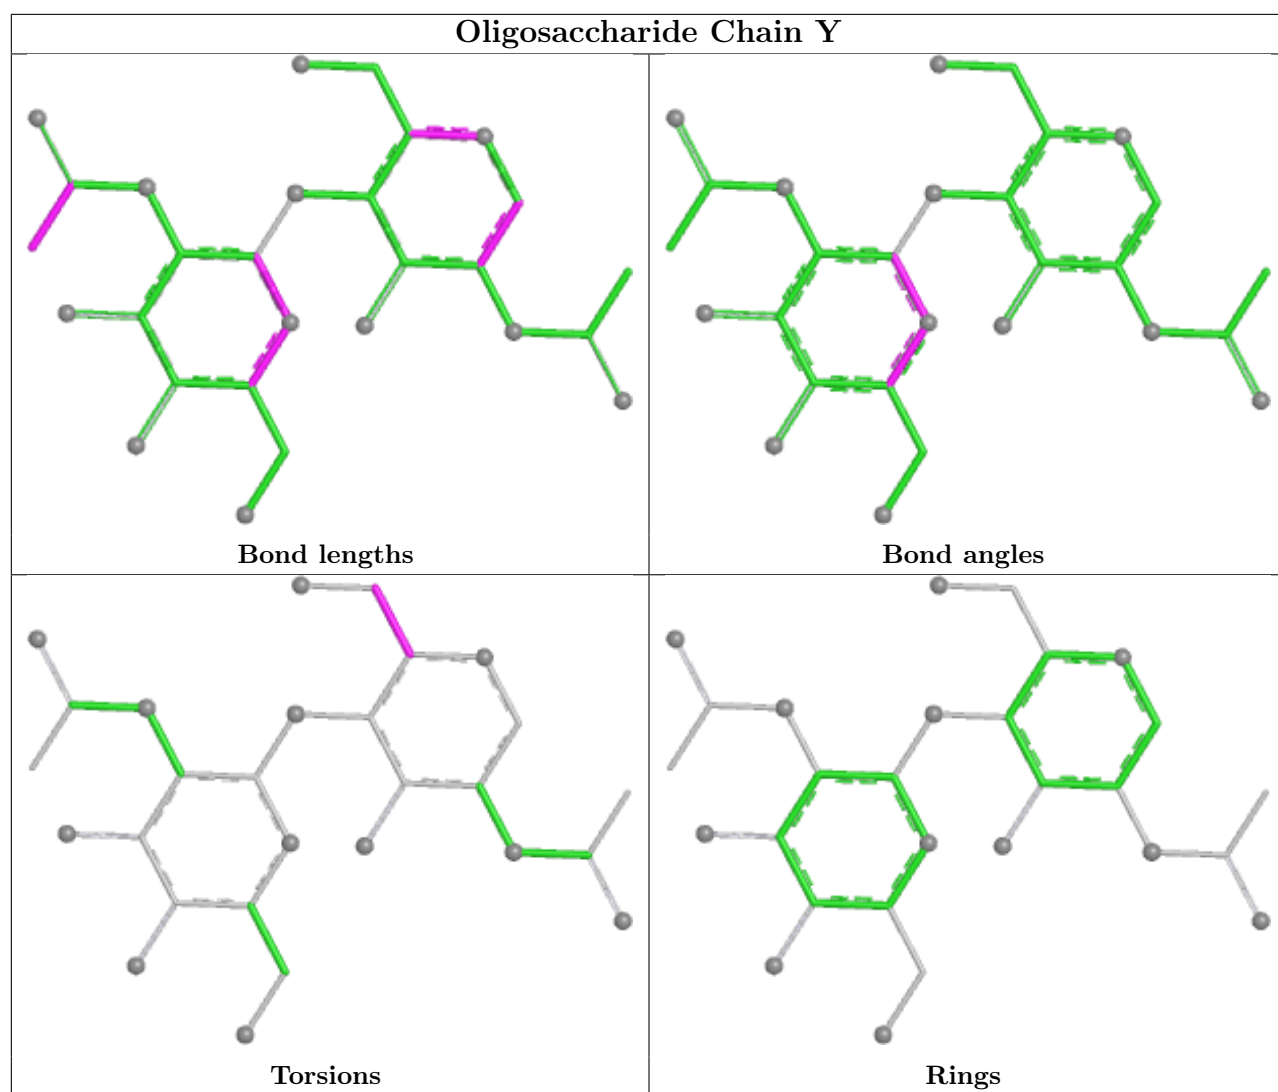 Oligosaccharide Chain Y
Bond lengths
Bond angles
Torsions
Rings